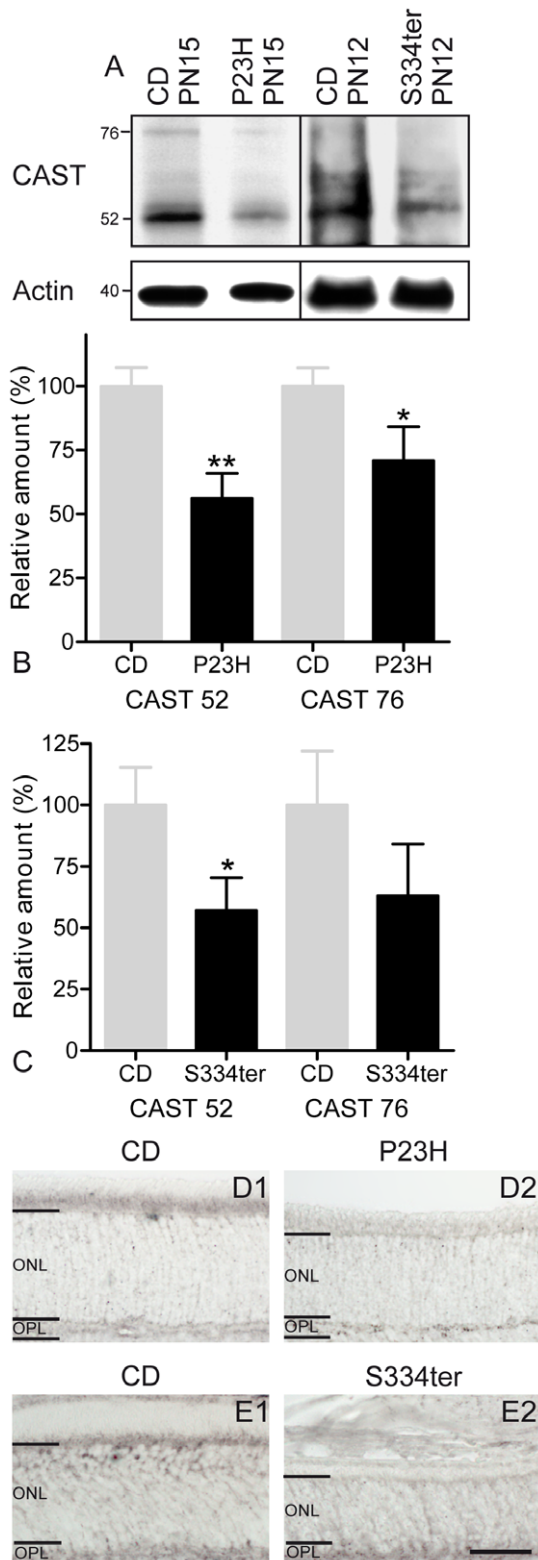 A
CD PN15
P23H PN15
CD PN12
S334ter PN12
CAST
76
52
Actin
40
Relative amount (%)
100
75
50
25
0
**
*
CD P23H CD P23H
CAST 52 CAST 76
B
Relative amount (%)
125
100
75
50
25
0
*
CD S334ter CD S334ter
CAST 52 CAST 76
C
CD P23H
D1 D2
ONL ONL
OPL OPL
CD S334ter
E1 E2
ONL ONL
OPL OPL